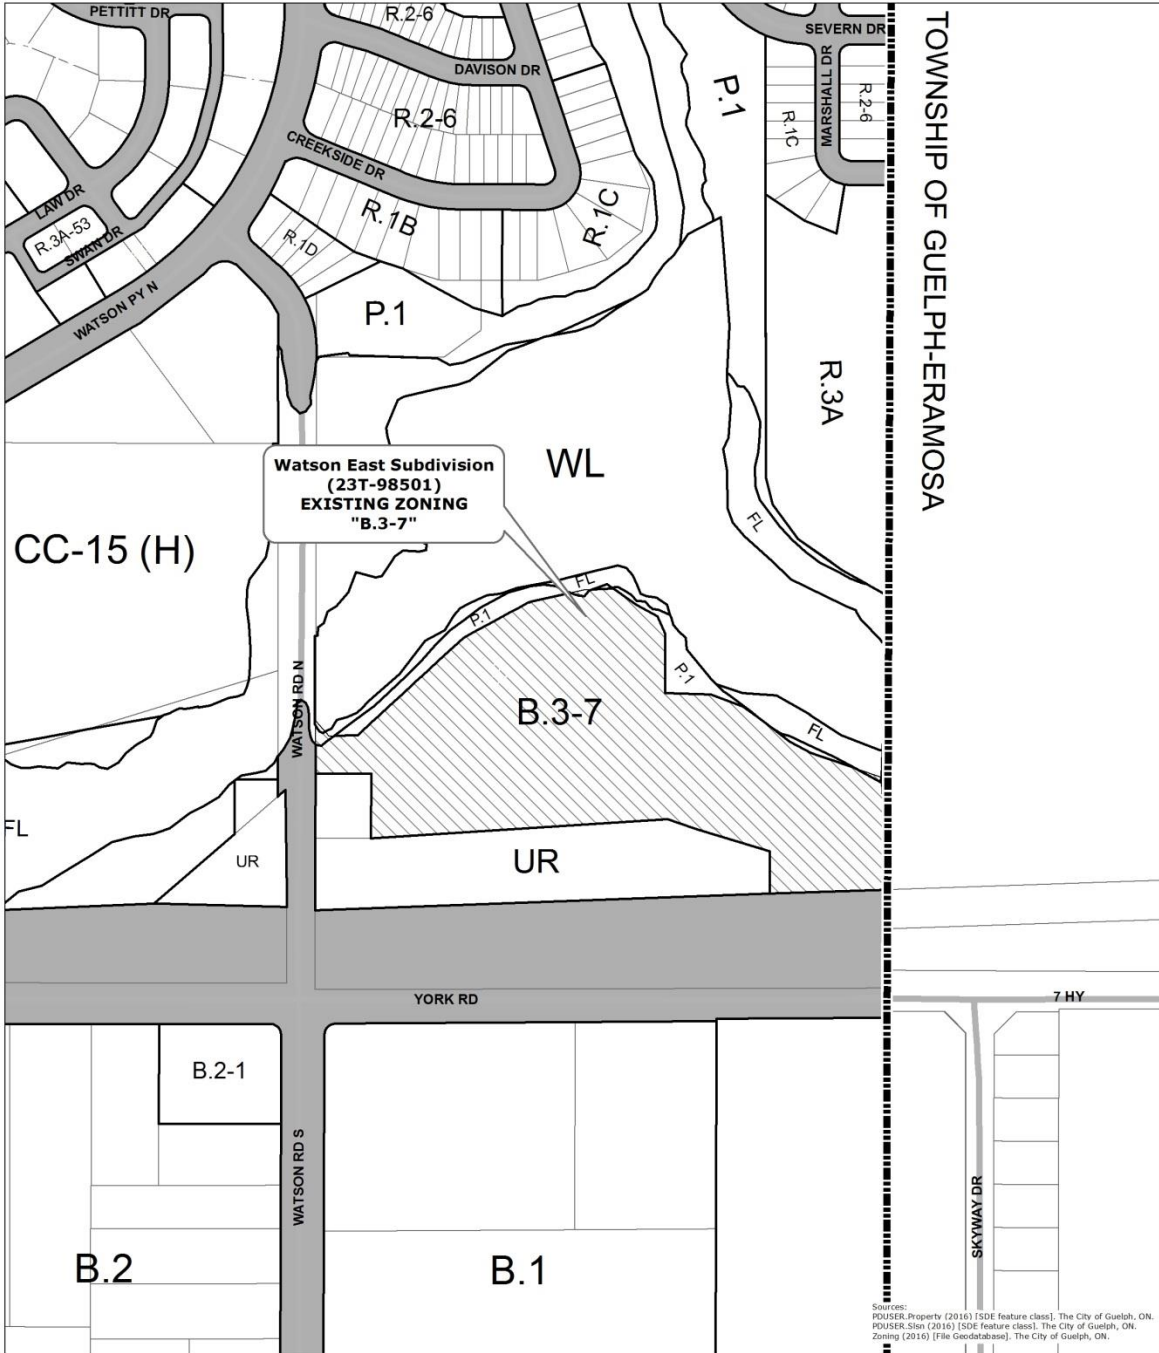 PETTITT DR
R.2-6
SEVERN DR
DAVISON DR
P.1
R.1C
MARSHALL DR
R.2-6
TOWNSHIP OF GUELPH-ERAMOSA
R.2-6
CREEKSIDE DR
LAW DR
R.3A-53
SWAN DR
R.1D
R.1B
R.1C
WATSON PY N
P.1
R.3A
Watson East Subdivision
(23T-98501)
EXISTING ZONING
"B.3-7"
WL
CC-15 (H)
FL
FL
P.1
P.1
WATSON RD N
B.3-7
FL
FL
UR
UR
YORK RD
7 HY
B.2-1
WATSON RD S
SKYWAY DR
B.2
B.1
Sources:
PDUSER.Property (2016) [SDE feature class]. The City of Guelph, ON.
PDUSER.Slsn (2016) [SDE feature class]. The City of Guelph, ON.
Zoning (2016) [File Geodatabase]. The City of Guelph, ON.